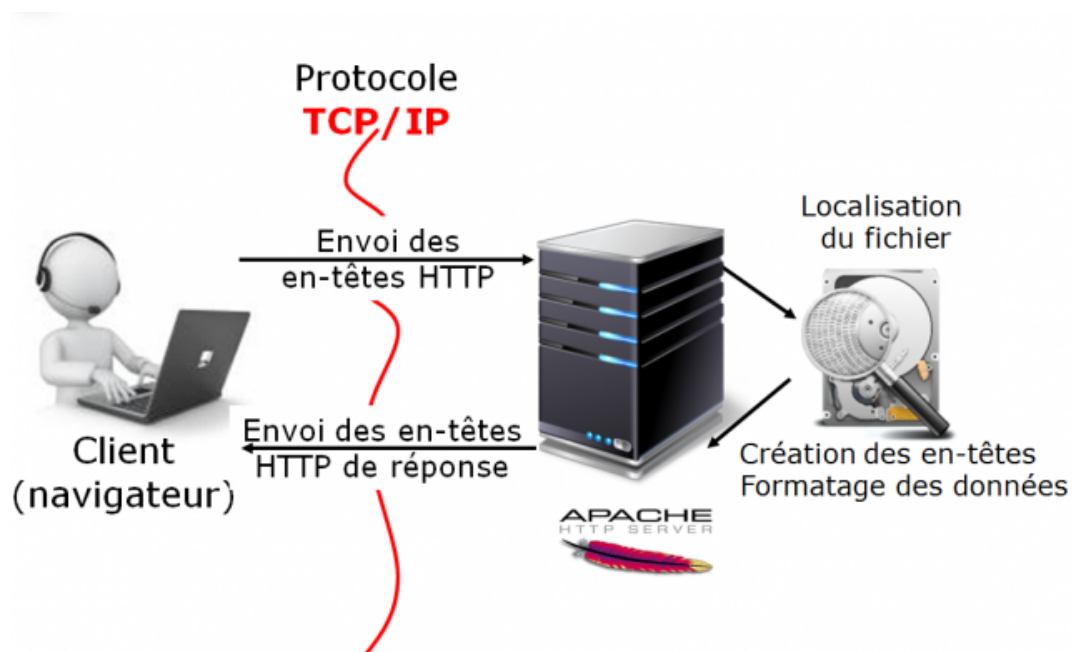 Protocole
TCP/IP
Envoi des
en-têtes HTTP
Localisation
du fichier
Client
(navigateur)
Envoi des en-têtes
HTTP de réponse
Création des en-têtes
Formatage des données
APACHE
HTTP SERVER